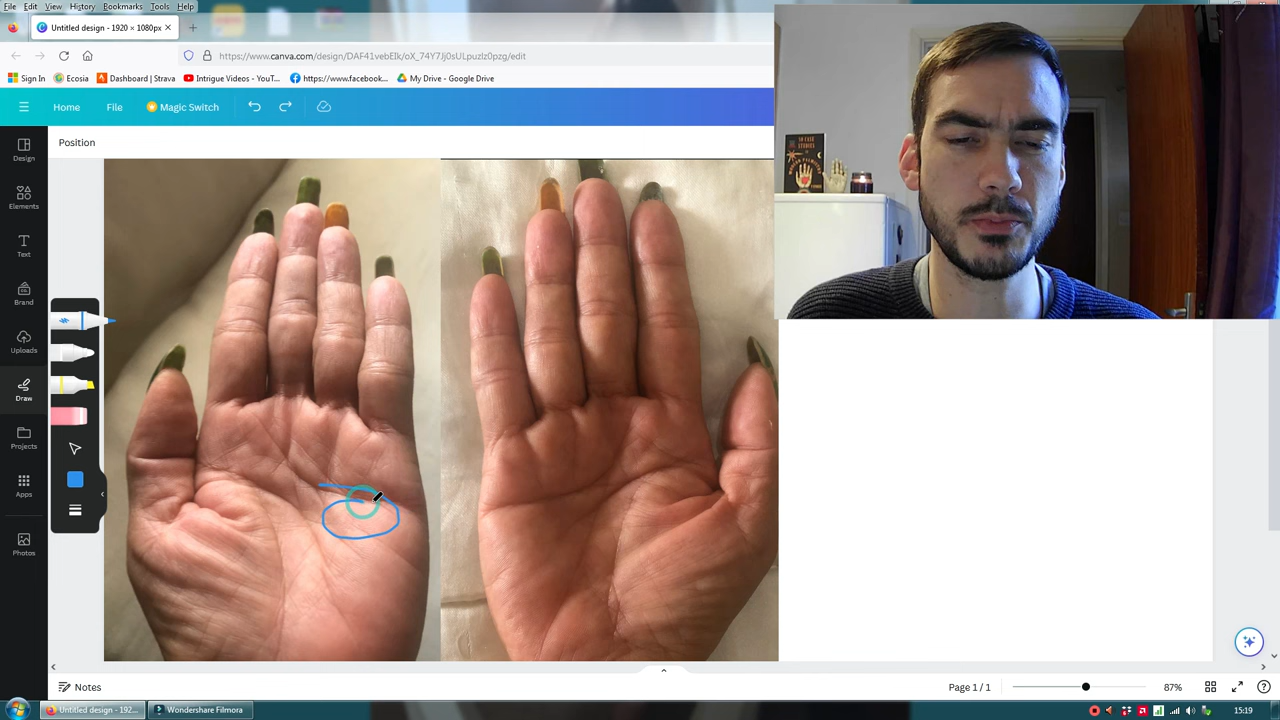 File Edit View History Bookmarks Tools Help
Untitled design - 1920 × 1080px
https://www.canva.com/design/DAF41vebElk/oX_74Y7Jj0sULpuzlz0pzg/edit
Sign In Ecosia Dashboard | Strava Intrigue Videos - YouT... https://www.facebook... My Drive - Google Drive
Home File Magic Switch
Position
Design
Elements
Text
Brand
Uploads
Draw
Projects
Apps
Photos
Notes
Page 1 / 1
87%
Untitled design - 192...
Wondershare Filmora
15:19